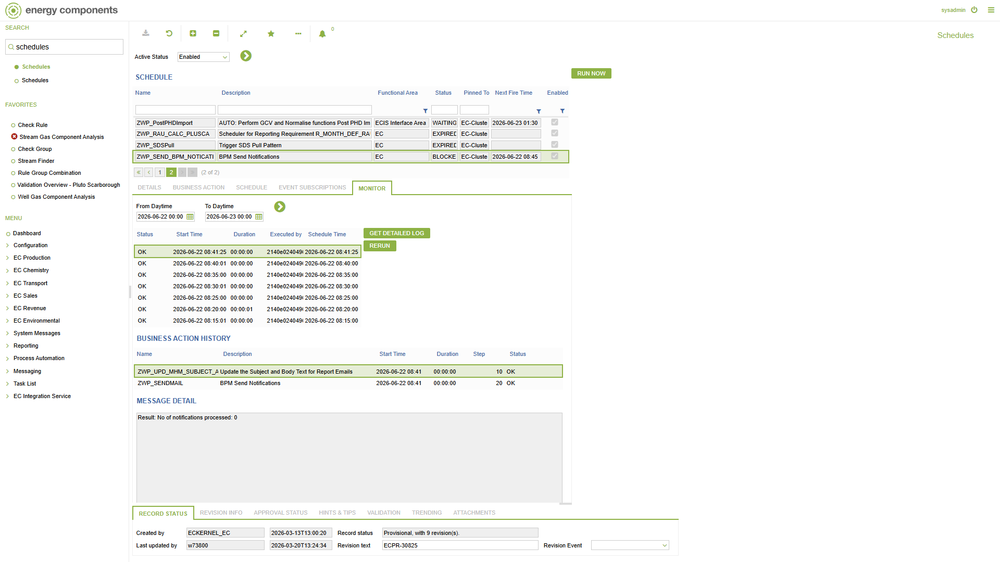 energy components
sysadmin
SEARCH
schedules
Schedules
Schedules
FAVORITES
Check Rule
Stream Gas Component Analysis
Check Group
Stream Finder
Rule Group Combination
Validation Overview - Pluto Scarborough
Well Gas Component Analysis
MENU
Dashboard
Configuration
EC Production
EC Chemistry
EC Transport
EC Sales
EC Revenue
EC Environmental
System Messages
Reporting
Process Automation
Messaging
Task List
EC Integration Service
0
Schedules
Active Status Enabled
SCHEDULE
RUN NOW
Name Description Functional Area Status Pinned To Next Fire Time Enabled
ZWP_PostPHDImport AUTO: Perform GCV and Normalise functions Post PHD Im ECIS Interface Area WAITING EC-Cluste 2026-06-23 01:30
ZWP_RAU_CALC_PLUSCA Scheduler for Reporting Requirement R_MONTH_DEF_RA EC EXPIRED EC-Cluste
ZWP_SDSPull Trigger SDS Pull Pattern EC EXPIRED EC-Cluste
ZWP_SEND_BPM_NOTICATI BPM Send Notifications EC BLOCKE EC-Cluste 2026-06-22 08:45
« ‹ 1 2 › » (2 of 2)
DETAILS BUSINESS ACTION SCHEDULE EVENT SUBSCRIPTIONS MONITOR
From Daytime To Daytime
2026-06-22 00:00 2026-06-23 00:00
Status Start Time Duration Executed by Schedule Time
GET DETAILED LOG
RERUN
OK 2026-06-22 08:41:25 00:00:00 2140e024049 2026-06-22 08:41:25
OK 2026-06-22 08:40:01 00:00:00 2140e024049 2026-06-22 08:40:00
OK 2026-06-22 08:35:00 00:00:00 2140e024049 2026-06-22 08:35:00
OK 2026-06-22 08:30:01 00:00:00 2140e024049 2026-06-22 08:30:00
OK 2026-06-22 08:25:00 00:00:00 2140e024049 2026-06-22 08:25:00
OK 2026-06-22 08:20:00 00:00:01 2140e024049 2026-06-22 08:20:00
OK 2026-06-22 08:15:01 00:00:00 2140e024049 2026-06-22 08:15:00
BUSINESS ACTION HISTORY
Name Description Start Time Duration Step Status
ZWP_UPD_MHM_SUBJECT_A Update the Subject and Body Text for Report Emails 2026-06-22 08:41 00:00:00 10 OK
ZWP_SENDMAIL BPM Send Notifications 2026-06-22 08:41 00:00:00 20 OK
MESSAGE DETAIL
Result: No of notifications processed: 0
RECORD STATUS REVISION INFO APPROVAL STATUS HINTS & TIPS VALIDATION TRENDING ATTACHMENTS
Created by ECKERNEL_EC 2026-03-13T13:00:20 Record status Provisional, with 9 revision(s).
Last updated by w73800 2026-03-20T13:24:34 Revision text ECPR-30825 Revision Event